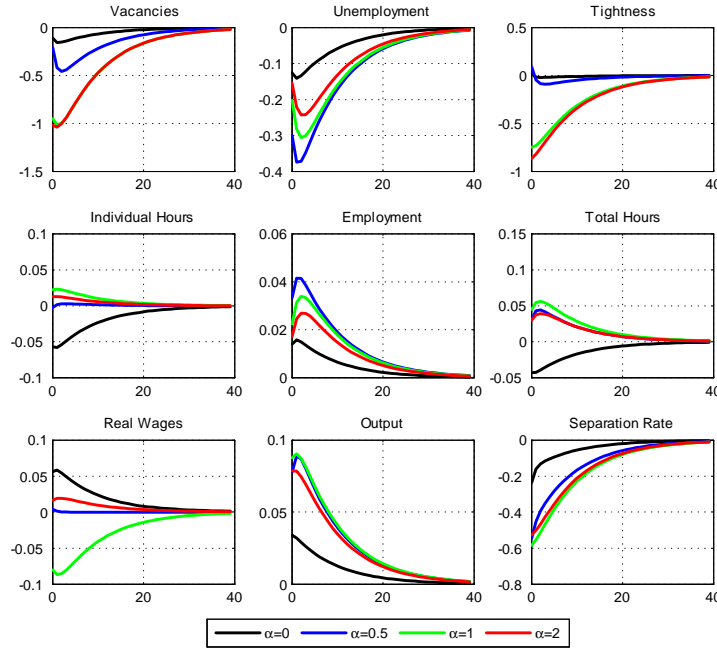 Vacancies Unemployment Tightness
0 0 0.5
-0.1 0
-0.5 -0.2
-1 -0.3 -0.5
-1.5 -0.4 -1
0 20 40 0 20 40 0 20 40
Individual Hours Employment Total Hours
0.1 0.06 0.15
0.05 0.04 0.1
0 0.05
-0.05 0.02 0
-0.1 0 -0.05
0 20 40 0 20 40 0 20 40
Real Wages Output Separation Rate
0.1 0.1 0
0.05 -0.2
0 0.05 -0.4
-0.05 -0.6
-0.1 0 -0.8
0 20 40 0 20 40 0 20 40
α=0 α=0.5 α=1 α=2